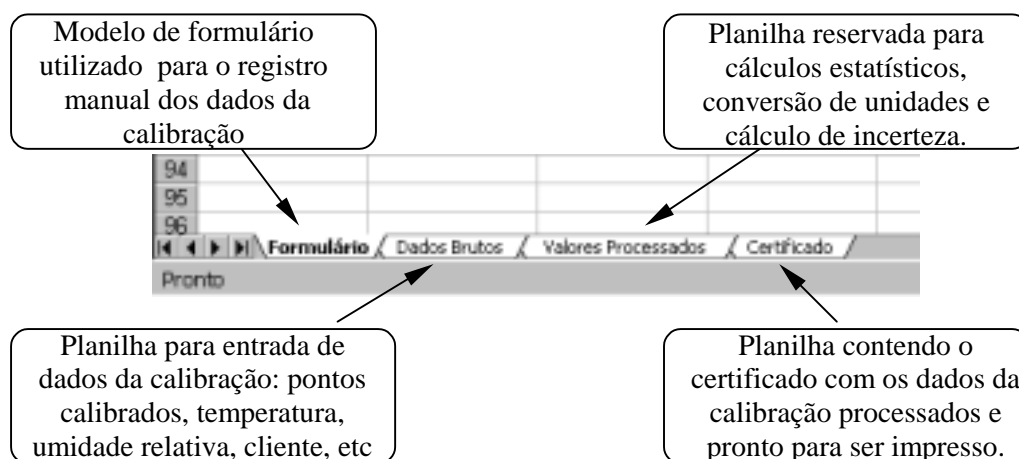 Modelo de formulário
utilizado para o registro
manual dos dados da
calibração
Planilha reservada para
cálculos estatísticos,
conversão de unidades e
cálculo de incerteza.
94
95
96
Formulário
Dados Brutos
Valores Processados
Certificado
Pronto
Planilha para entrada de
dados da calibração: pontos
calibrados, temperatura,
umidade relativa, cliente, etc
Planilha contendo o
certificado com os dados da
calibração processados e
pronto para ser impresso.